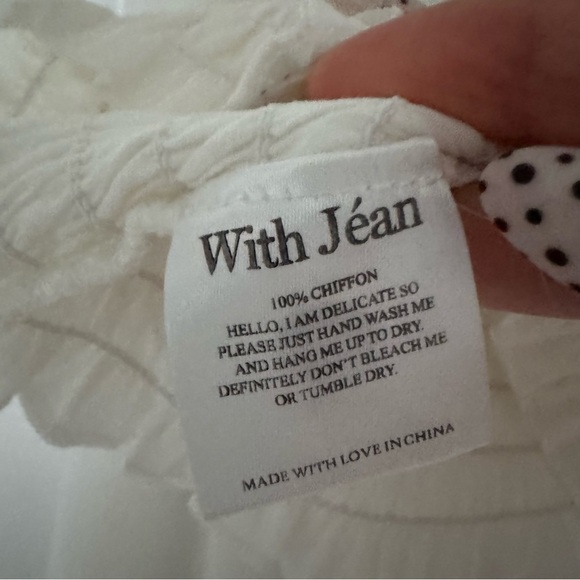 With Jéan
100% CHIFFON
HELLO, I AM DELICATE SO
PLEASE JUST HAND WASH ME
AND HANG ME UP TO DRY.
DEFINITELY DON'T BLEACH ME
OR TUMBLE DRY.
MADE WITH LOVE IN CHINA